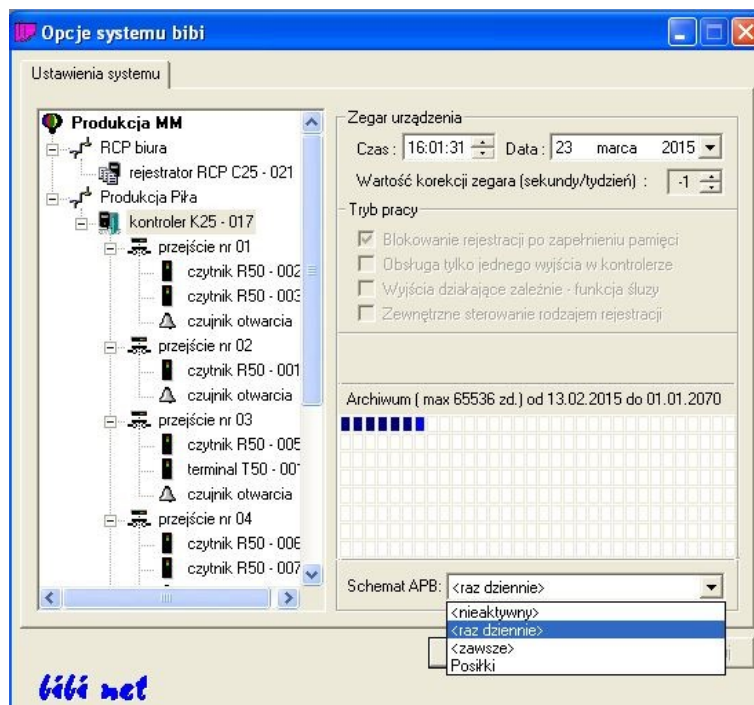 Opcje systemu bibi
Ustawienia systemu
Produkcja MM
RCP biura
rejestrator RCP C25 - 021
Produkcja Piła
kontroler K25 - 017
przejście nr 01
czytnik R50 - 002
czytnik R50 - 003
czujnik otwarcia
przejście nr 02
czytnik R50 - 001
czujnik otwarcia
przejście nr 03
czytnik R50 - 005
terminal T50 - 001
czujnik otwarcia
przejście nr 04
czytnik R50 - 006
czytnik R50 - 007
Zegar urządzenia
Czas : 16:01:31 Data : 23 marca 2015
Wartość korekcji zegara (sekundy/tydzień) : -1
Tryb pracy
Blokowanie rejestracji po zapełnieniu pamięci
Obsługa tylko jednego wyjścia w kontrolerze
Wyjścia działające zależnie - funkcja śluzy
Zewnętrzne sterowanie rodzajem rejestracji
Archiwum ( max 65536 zd.) od 13.02.2015 do 01.01.2070
Schemat APB: <raz dziennie>
<nieaktywny>
<raz dziennie>
<zawsze>
Posiłki
bibi net